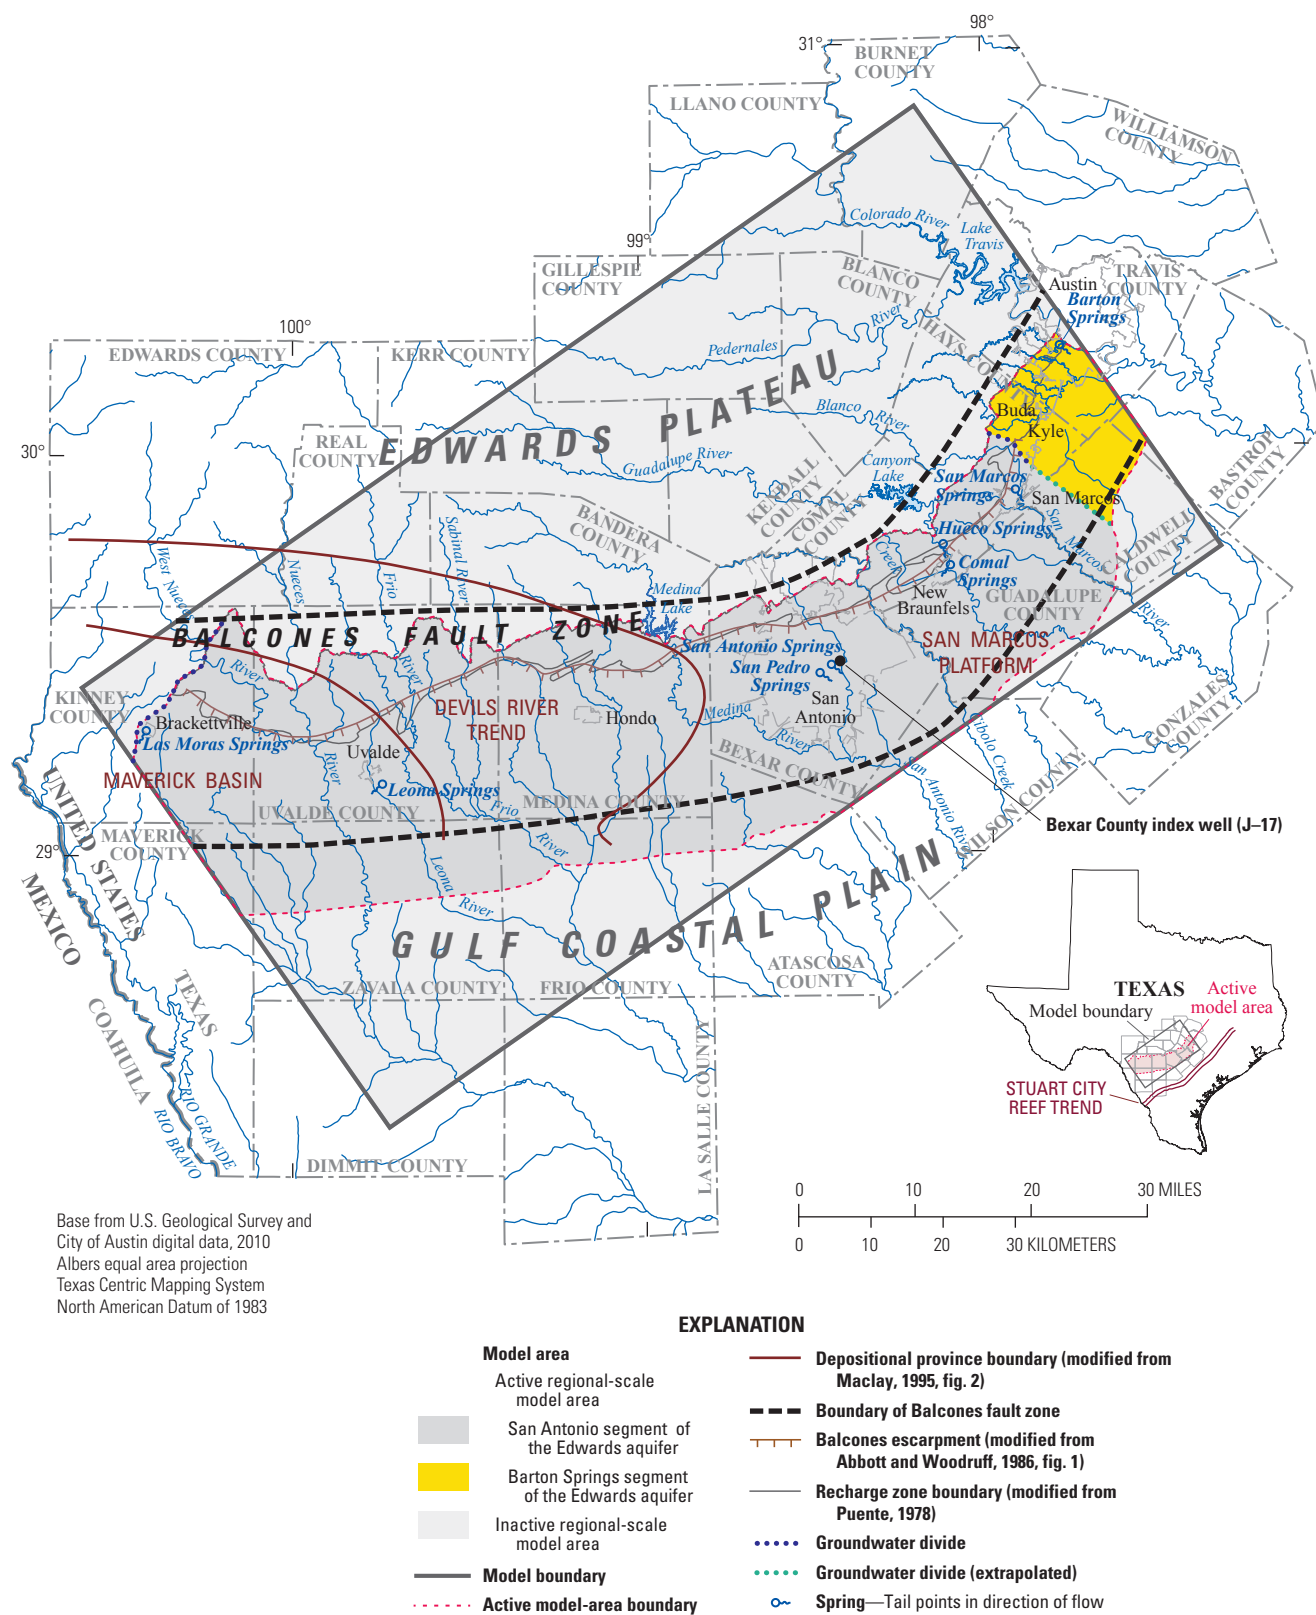 98°
31°
BURNET
COUNTY
LLANO COUNTY
WILLIAMSON
COUNTY
Colorado River
Lake
Travis
99°
GILLESPIE
COUNTY
BLANCO
COUNTY
TRAVIS
COUNTY
Austin
Barton
Springs
100°
EDWARDS COUNTY
KERR COUNTY
Pedernales
River
HAYS COUNTY
EDWARDS PLATEAU
Buda
Kyle
Blanco River
30°
REAL
COUNTY
Guadalupe River
Canyon
Lake
KENDALL
COUNTY
COMAL
COUNTY
San Marcos
Springs
San Marcos
BASTROP
COUNTY
BANDERA
COUNTY
Hueco Springs
San Marcos
River
CALDWELL
COUNTY
West Nueces
River
Nueces
River
Frio
River
Sabinal River
Creek
Comal
Springs
New
Braunfels
GUADALUPE
COUNTY
Medina
Lake
BALCONES FAULT ZONE
San Antonio Springs
San Pedro
Springs
SAN MARCOS
PLATFORM
KINNEY
COUNTY
Brackettville
Las Moras Springs
DEVILS RIVER
TREND
Hondo
San
Antonio
Medina
River
GONZALES
COUNTY
Uvalde
MAVERICK BASIN
Leona Springs
BEXAR COUNTY
Cibolo Creek
San Antonio River
WILSON COUNTY
UVALDE COUNTY
MEDINA COUNTY
Frio
River
MAVERICK
COUNTY
29°
Bexar County index well (J–17)
UNITED STATES
MEXICO
Leona
River
GULF COASTAL PLAIN
ATASCOSA
COUNTY
ZAVALA COUNTY
FRIO COUNTY
TEXAS
COAHUILA
RIO GRANDE
RIO BRAVO
LA SALLE COUNTY
DIMMIT COUNTY
TEXAS
Model boundary
Active
model area
STUART CITY
REEF TREND
0 10 20 30 MILES
0 10 20 30 KILOMETERS
Base from U.S. Geological Survey and
City of Austin digital data, 2010
Albers equal area projection
Texas Centric Mapping System
North American Datum of 1983
EXPLANATION
Model area
Active regional-scale
model area
San Antonio segment of
the Edwards aquifer
Barton Springs segment
of the Edwards aquifer
Inactive regional-scale
model area
Model boundary
Active model-area boundary
Depositional province boundary (modified from
Maclay, 1995, fig. 2)
Boundary of Balcones fault zone
Balcones escarpment (modified from
Abbott and Woodruff, 1986, fig. 1)
Recharge zone boundary (modified from
Puente, 1978)
Groundwater divide
Groundwater divide (extrapolated)
Spring—Tail points in direction of flow